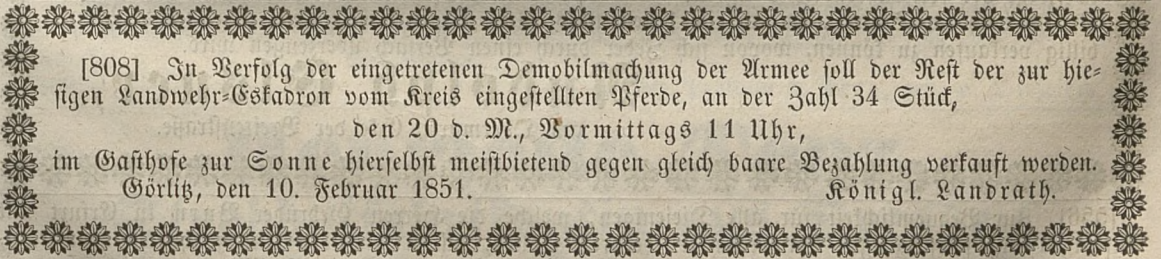 [808] In Verfolg der eingetretenen Demobilmachung der Armee soll der Rest der zur hie-
sigen Landwehr-Eskadron vom Kreis eingestellten Pferde, an der Zahl 34 Stück,
den 20 d. M., Vormittags 11 Uhr,
im Gasthofe zur Sonne hierselbst meistbietend gegen gleich baare Bezahlung verkauft werden.
Görlitz, den 10. Februar 1851. Königl. Landrath.